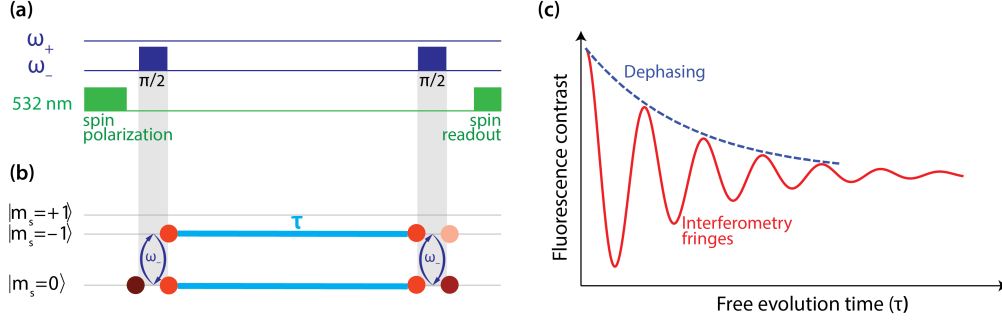 (a)
ω+
ω−
π/2
π/2
532 nm
spin
polarization
spin
readout
(b)
|ms=+1⟩
|ms=−1⟩
|ms=0⟩
τ
ω−
ω−
(c)
Fluorescence contrast
Dephasing
Interferometry
fringes
Free evolution time (τ)